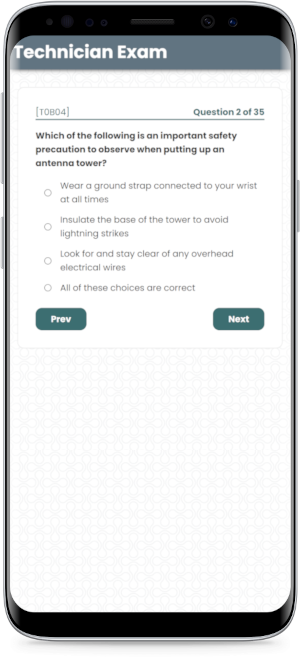 Technician Exam
[T0B04]
Question 2 of 35
Which of the following is an important safety
precaution to observe when putting up an
antenna tower?
Wear a ground strap connected to your wrist
at all times
Insulate the base of the tower to avoid
lightning strikes
Look for and stay clear of any overhead
electrical wires
All of these choices are correct
Prev
Next